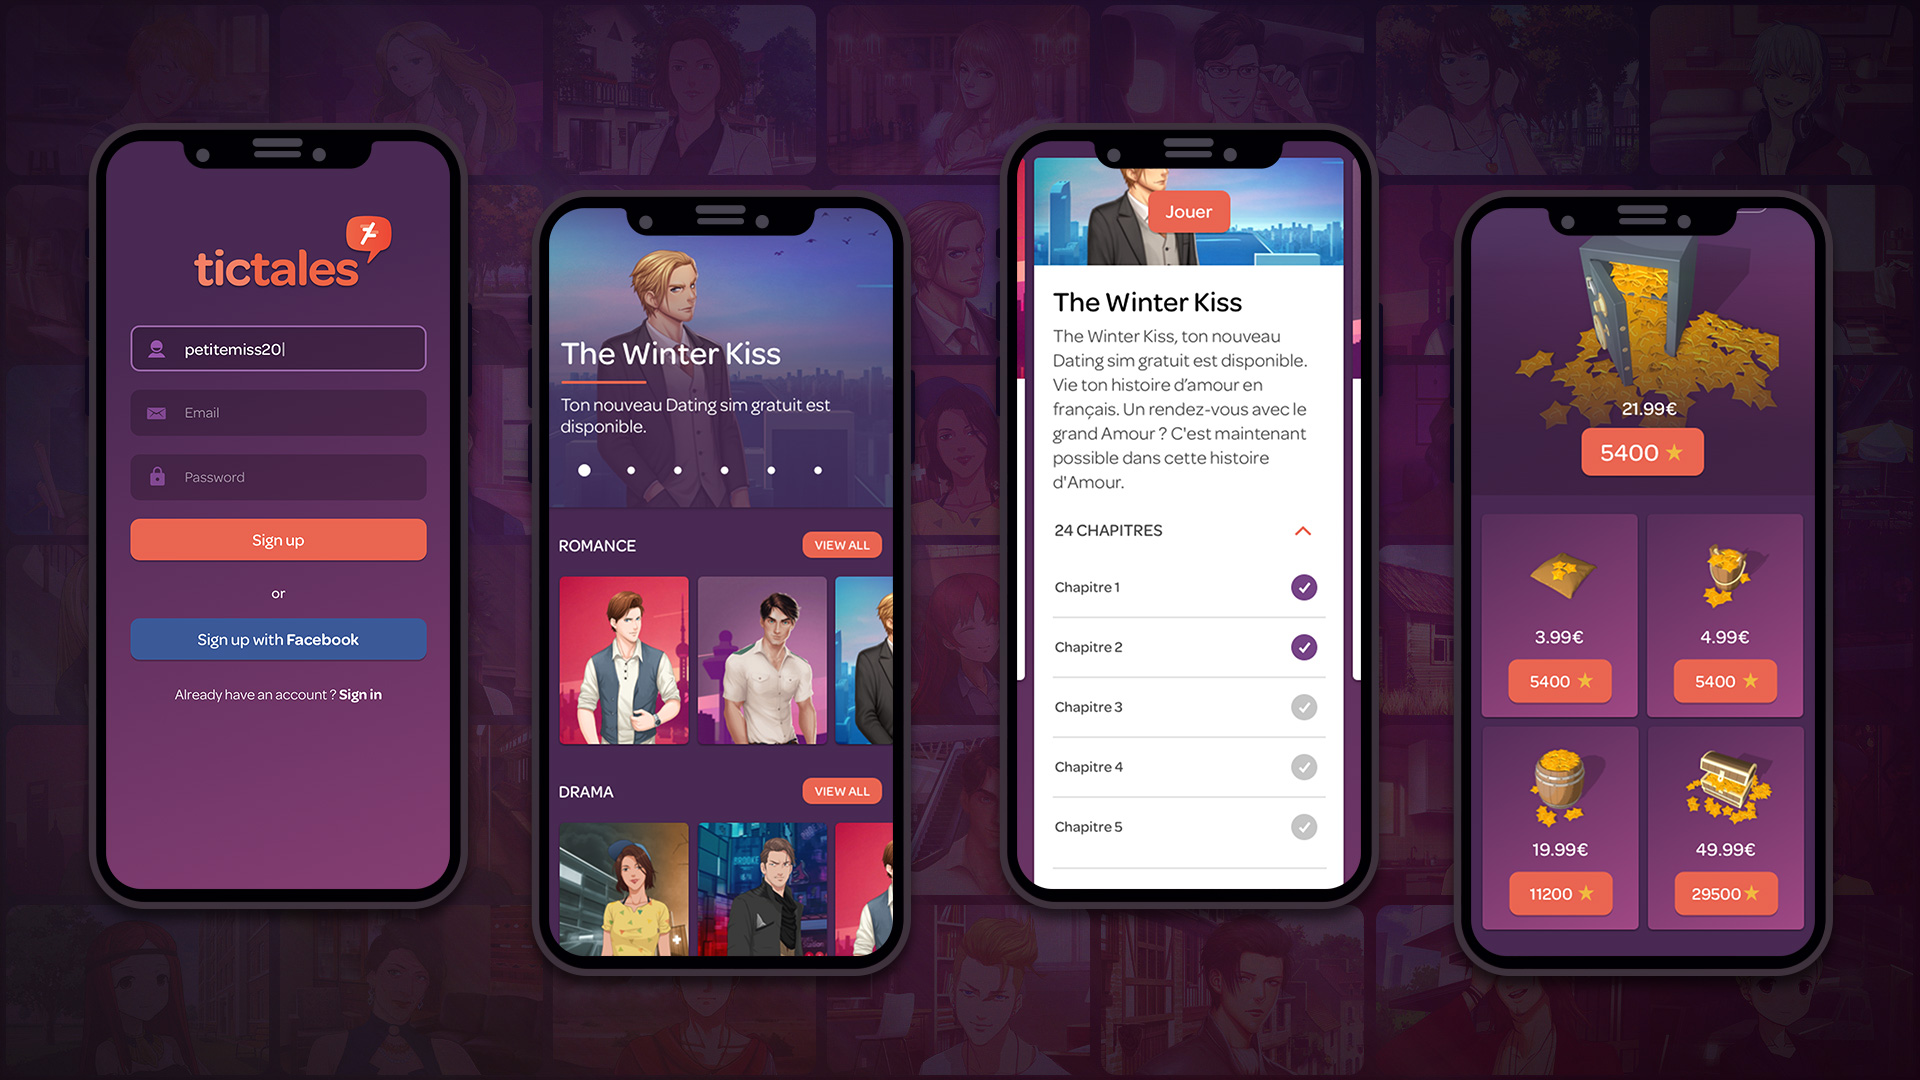 tictales
petitemiss20
Email
Password
Sign up
or
Sign up with Facebook
Already have an account ? Sign in
The Winter Kiss
Ton nouveau Dating sim gratuit est
disponible.
ROMANCE
VIEW ALL
DRAMA
VIEW ALL
BROOKE
Jouer
The Winter Kiss
The Winter Kiss, ton nouveau
Dating sim gratuit est disponible.
Vie ton histoire d’amour en
français. Un rendez-vous avec le
grand Amour ? C'est maintenant
possible dans cette histoire
d'Amour.
24 CHAPITRES
Chapitre 1
Chapitre 2
Chapitre 3
Chapitre 4
Chapitre 5
21.99€
5400
3.99€
5400
4.99€
5400
19.99€
11200
49.99€
29500